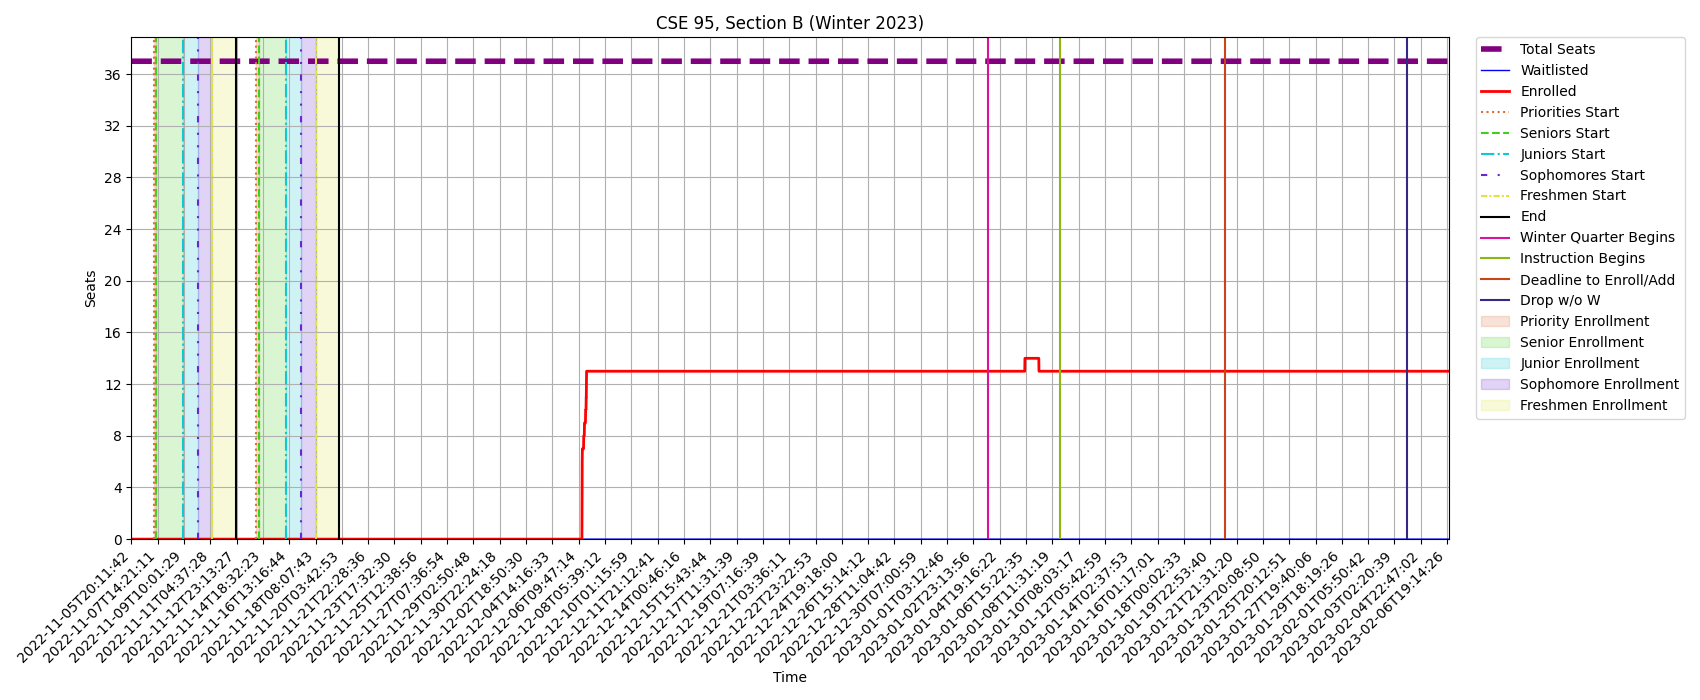 CSE 95, Section B (Winter 2023)
Seats
36
32
28
24
20
16
12
8
4
0
2022-11-05T20:11:42
2022-11-07T14:21:11
2022-11-09T10:01:29
2022-11-11T04:37:28
2022-11-12T23:13:27
2022-11-14T18:32:23
2022-11-16T13:16:44
2022-11-18T08:07:43
2022-11-20T03:42:53
2022-11-21T22:28:36
2022-11-23T17:32:30
2022-11-25T12:38:56
2022-11-27T07:36:54
2022-11-29T02:50:48
2022-11-30T22:24:18
2022-12-02T18:50:30
2022-12-04T14:16:33
2022-12-06T09:47:14
2022-12-08T05:39:12
2022-12-10T01:15:59
2022-12-11T21:12:41
2022-12-14T00:46:16
2022-12-15T15:43:44
2022-12-17T11:31:39
2022-12-19T07:16:39
2022-12-21T03:36:11
2022-12-22T23:22:53
2022-12-24T19:18:00
2022-12-26T15:14:12
2022-12-28T11:04:42
2022-12-30T07:00:59
2023-01-01T03:12:46
2023-01-02T23:13:56
2023-01-04T19:16:22
2023-01-06T15:22:35
2023-01-08T11:31:19
2023-01-10T08:03:17
2023-01-12T05:42:59
2023-01-14T02:37:53
2023-01-16T01:17:01
2023-01-18T00:02:33
2023-01-19T22:53:40
2023-01-21T21:31:20
2023-01-23T20:08:50
2023-01-25T20:12:51
2023-01-27T19:40:06
2023-01-29T18:19:26
2023-02-01T05:50:42
2023-02-03T02:20:39
2023-02-04T22:47:02
2023-02-06T19:14:26
Time
Total Seats
Waitlisted
Enrolled
Priorities Start
Seniors Start
Juniors Start
Sophomores Start
Freshmen Start
End
Winter Quarter Begins
Instruction Begins
Deadline to Enroll/Add
Drop w/o W
Priority Enrollment
Senior Enrollment
Junior Enrollment
Sophomore Enrollment
Freshmen Enrollment